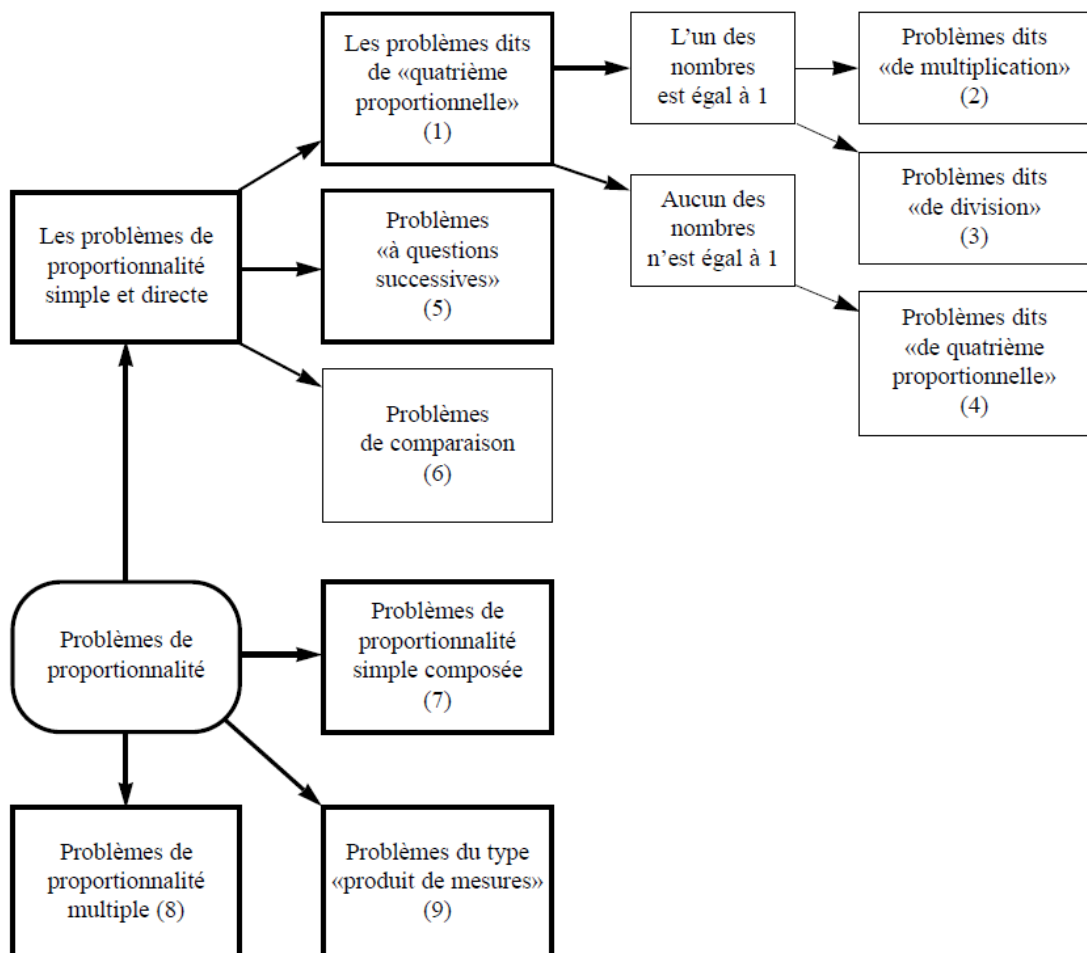 Les problèmes dits
de «quatrième
proportionnelle»
(1)
L’un des
nombres
est égal à 1
Problèmes dits
«de multiplication»
(2)
Problèmes dits
«de division»
(3)
Aucun des
nombres
n’est égal à 1
Problèmes dits
«de quatrième
proportionnelle»
(4)
Les problèmes de
proportionnalité
simple et directe
Problèmes
«à questions
successives»
(5)
Problèmes
de comparaison
(6)
Problèmes de
proportionnalité
Problèmes de
proportionnalité
simple composée
(7)
Problèmes de
proportionnalité
multiple (8)
Problèmes du type
«produit de mesures»
(9)